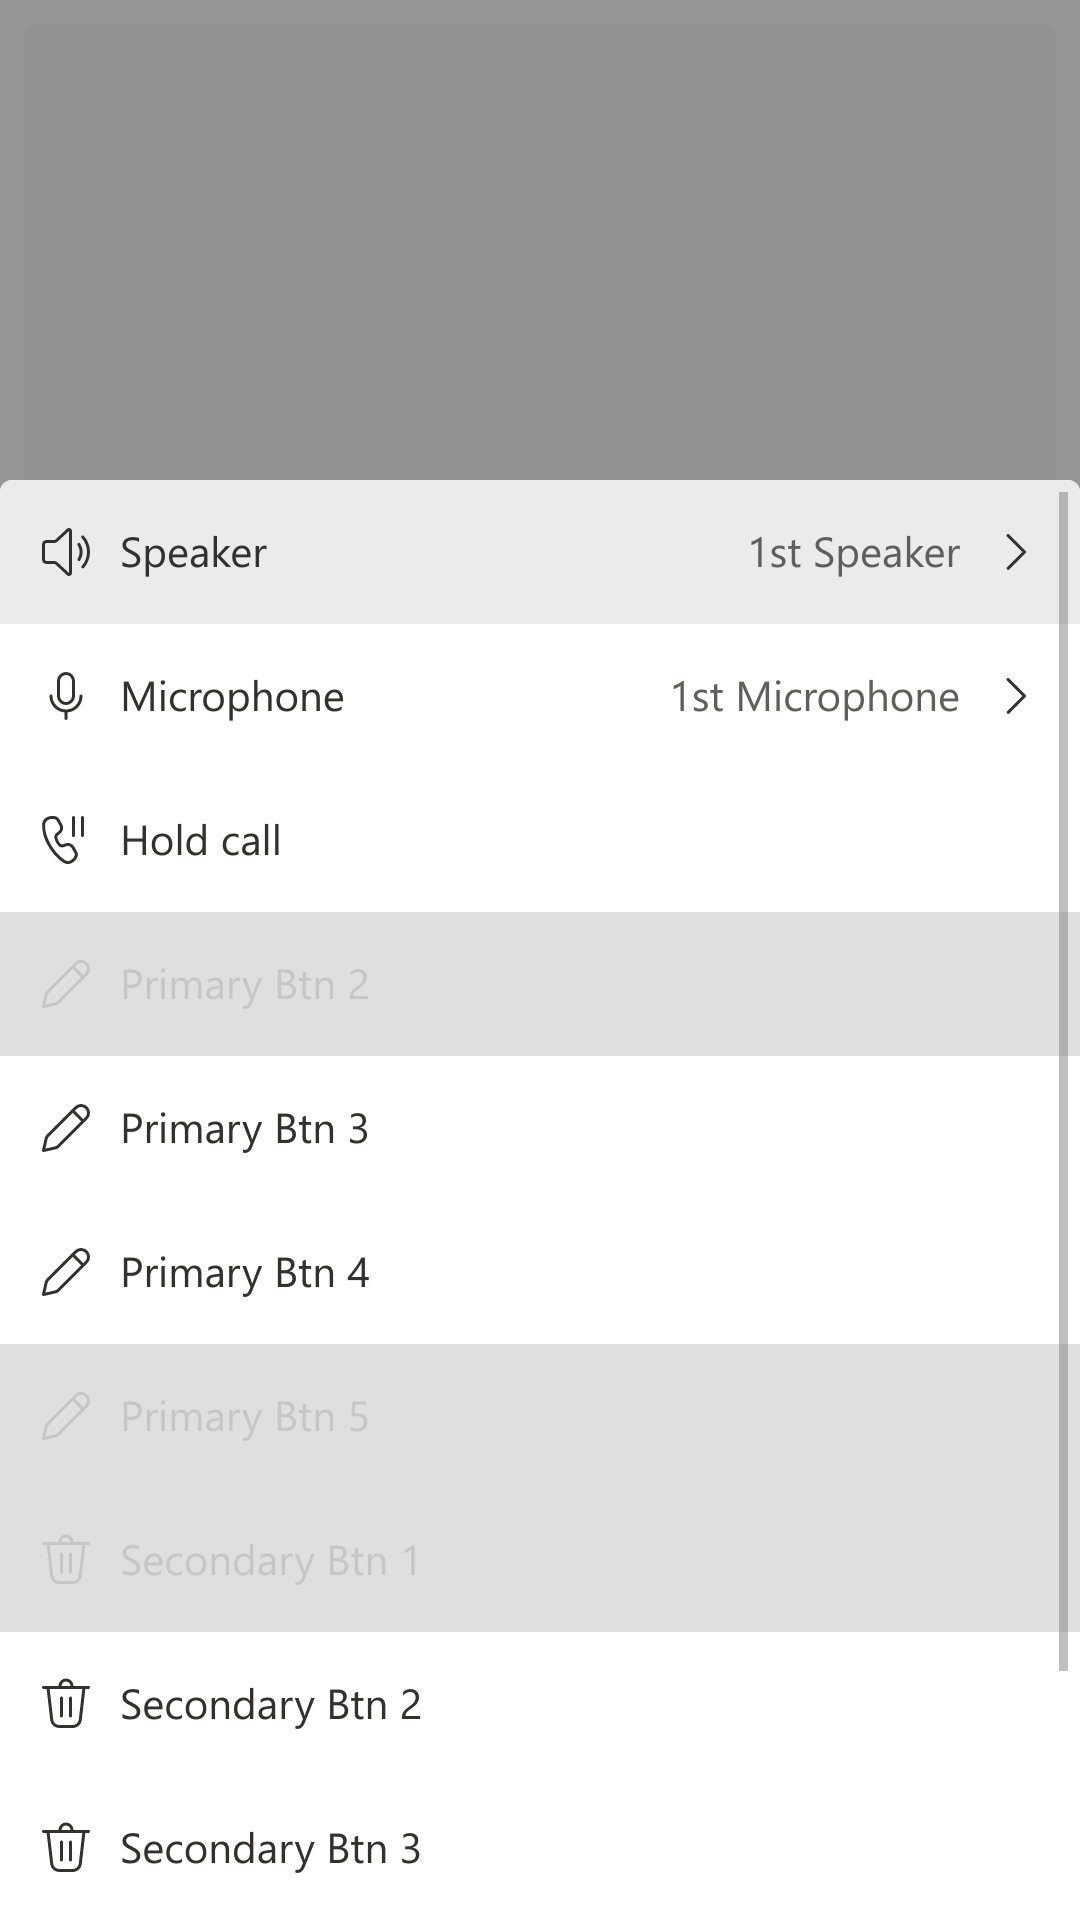 Speaker 1st Speaker
Microphone 1st Microphone
Hold call
Primary Btn 2
Primary Btn 3
Primary Btn 4
Primary Btn 5
Secondary Btn 1
Secondary Btn 2
Secondary Btn 3